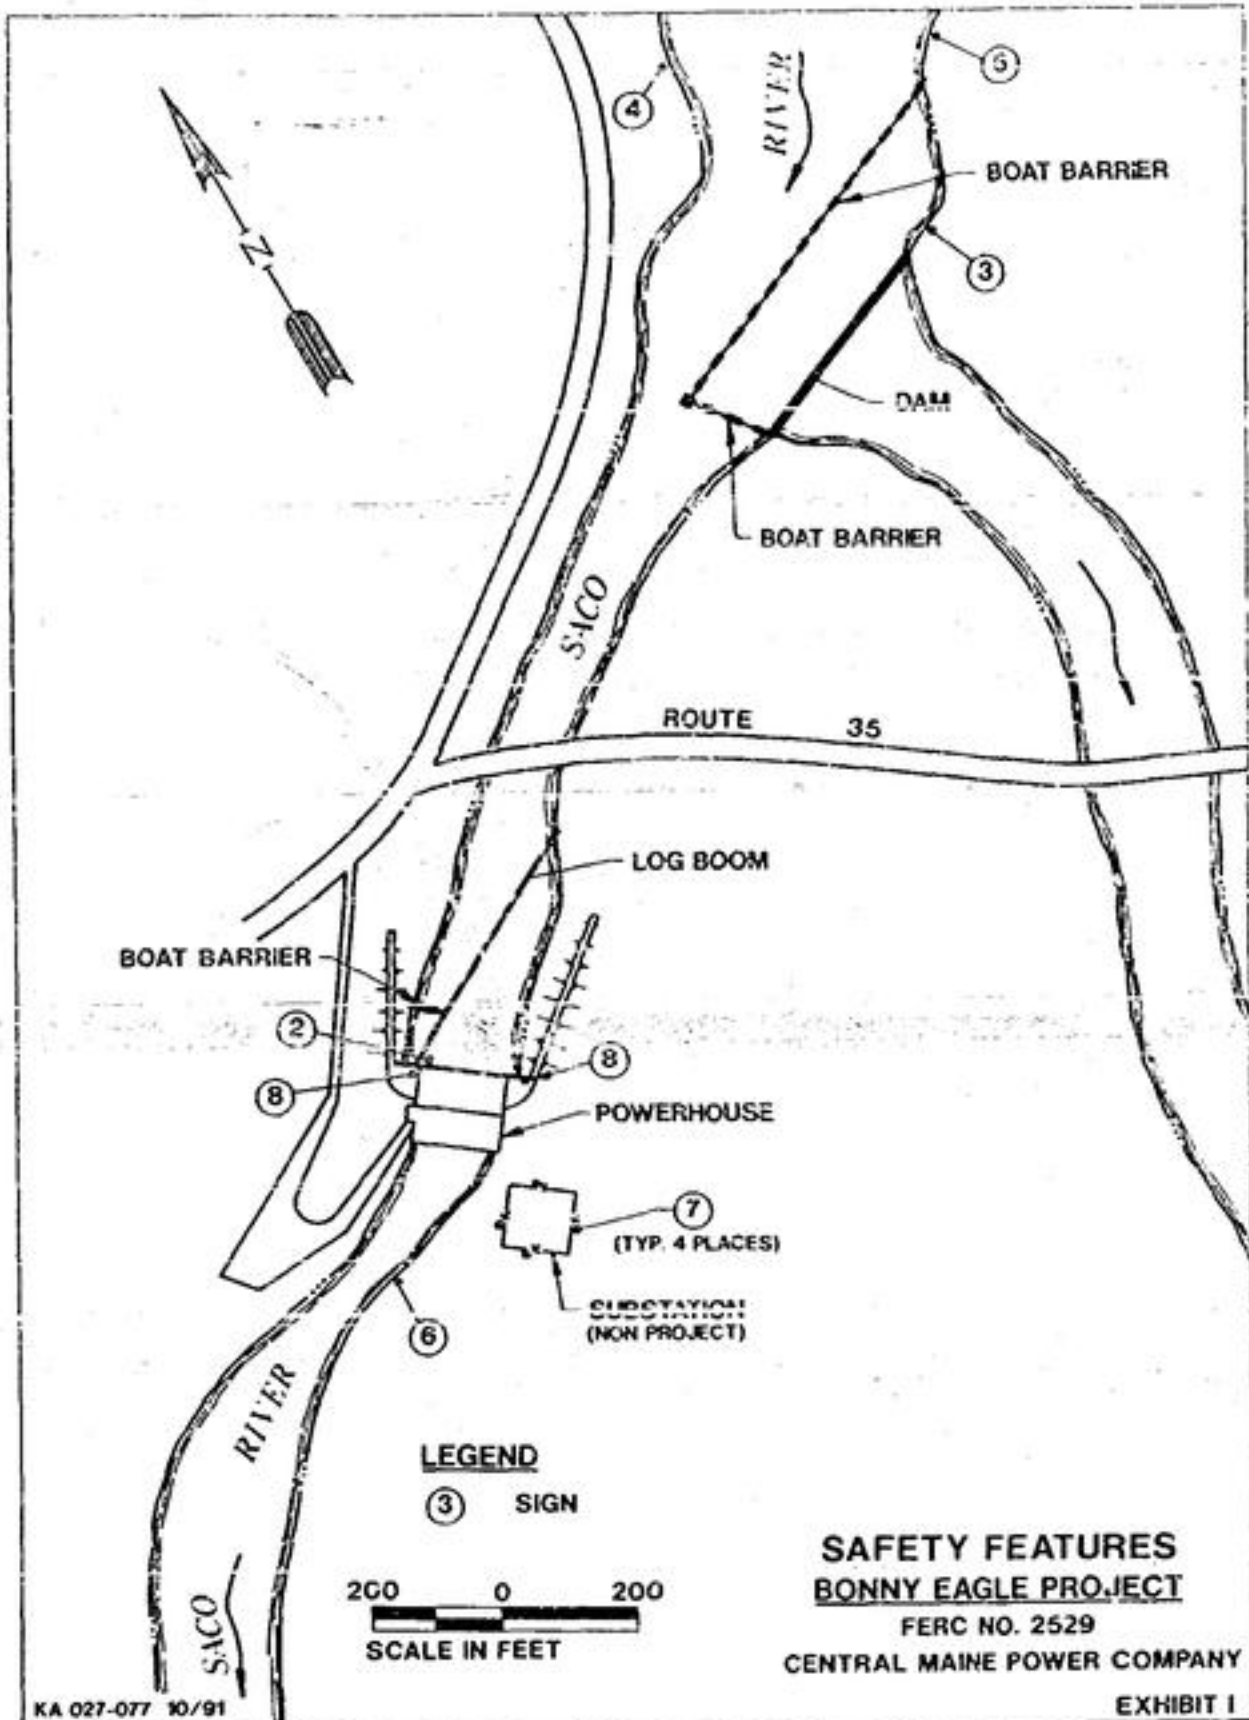 5
4
RIVER
BOAT BARRIER
N
3
DAM
BOAT BARRIER
SACO
ROUTE 35
LOG BOOM
BOAT BARRIER
2
8
8
POWERHOUSE
7
(TYP. 4 PLACES)
SUBSTATION
(NON PROJECT)
6
RIVER
SACO
LEGEND
3 SIGN
200 0 200
SCALE IN FEET
SAFETY FEATURES
BONNY EAGLE PROJECT
FERC NO. 2529
CENTRAL MAINE POWER COMPANY
KA 027-077 10/91
EXHIBIT I